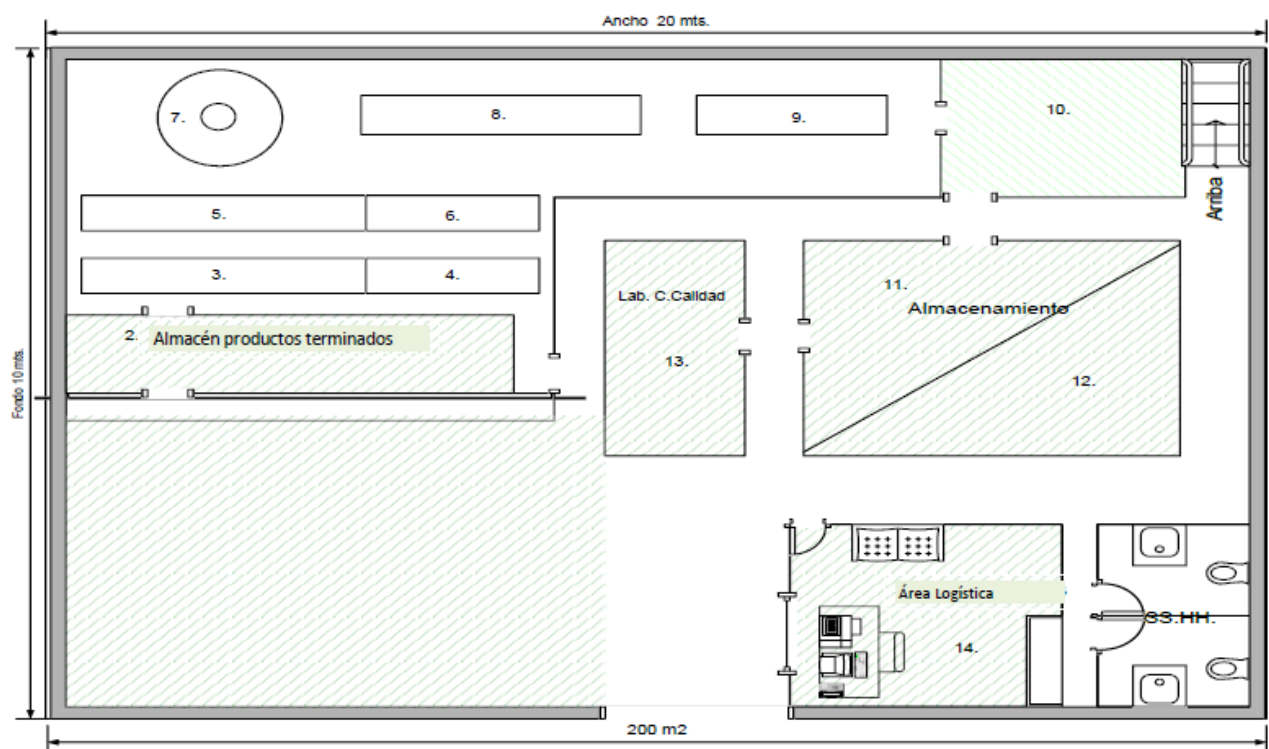 Ancho 20 mts.
7.
8.
9.
10.
Arriba
5.
6.
3.
4.
2.
Almacén productos terminados
Lab. C.Calidad
13.
11.
Almacenamiento
12.
Fondo 10 mts.
Área Logística
14.
SS.HH.
200 m2